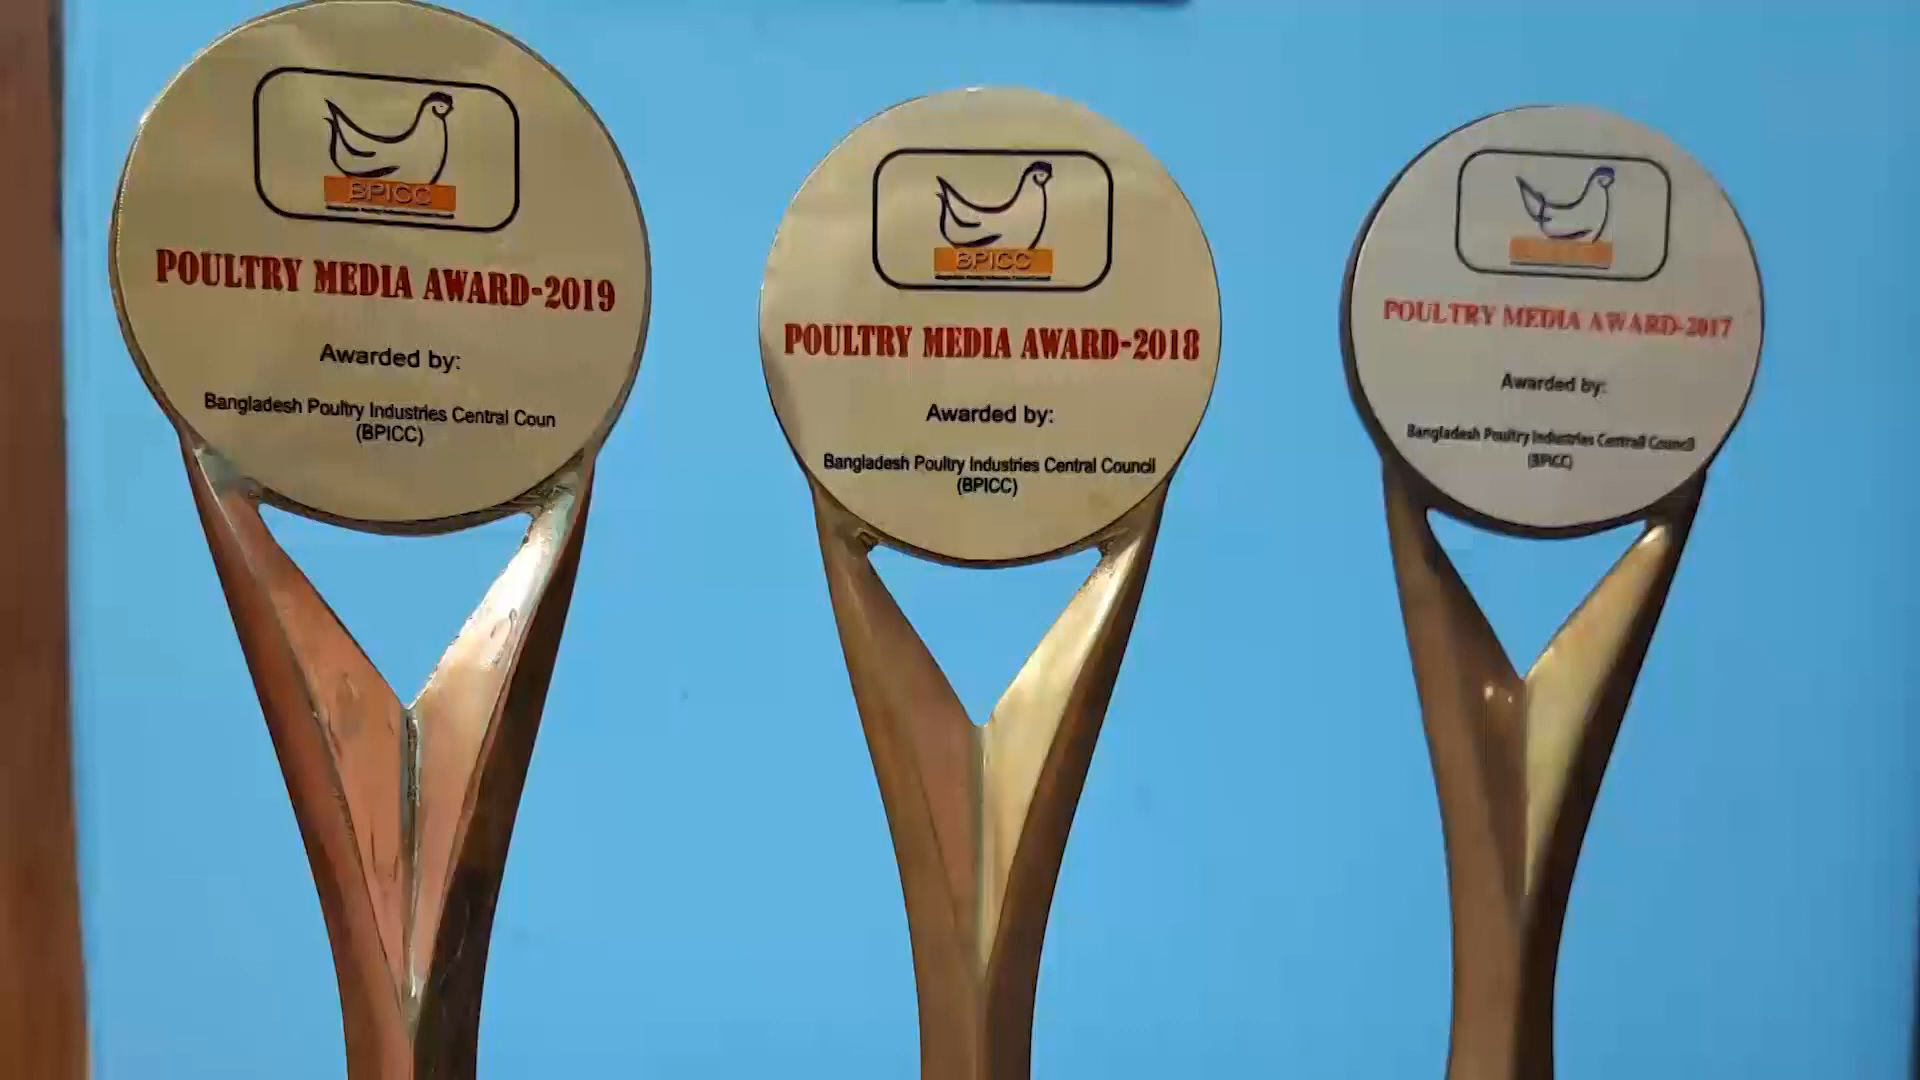 BPICC
POULTRY MEDIA AWARD-2019
Awarded by:
Bangladesh Poultry Industries Central Coun
(BPICC)
BPICC
POULTRY MEDIA AWARD-2018
Awarded by:
Bangladesh Poultry Industries Central Council
(BPICC)
POULTRY MEDIA AWARD-2017
Awarded by:
Bangladesh Poultry Industries Centrall Council
(BPICC)